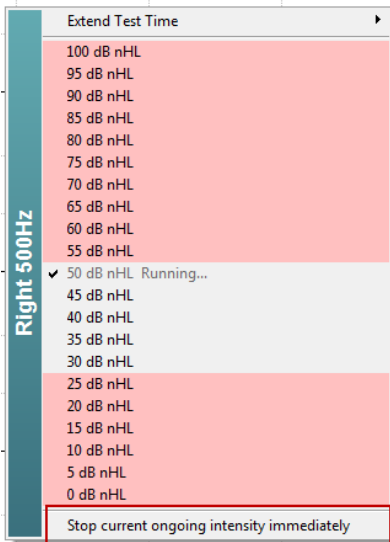 Extend Test Time
100 dB nHL
95 dB nHL
90 dB nHL
85 dB nHL
80 dB nHL
75 dB nHL
70 dB nHL
65 dB nHL
60 dB nHL
55 dB nHL
50 dB nHL Running...
45 dB nHL
40 dB nHL
35 dB nHL
30 dB nHL
25 dB nHL
20 dB nHL
15 dB nHL
10 dB nHL
5 dB nHL
0 dB nHL
Stop current ongoing intensity immediately
Right 500Hz